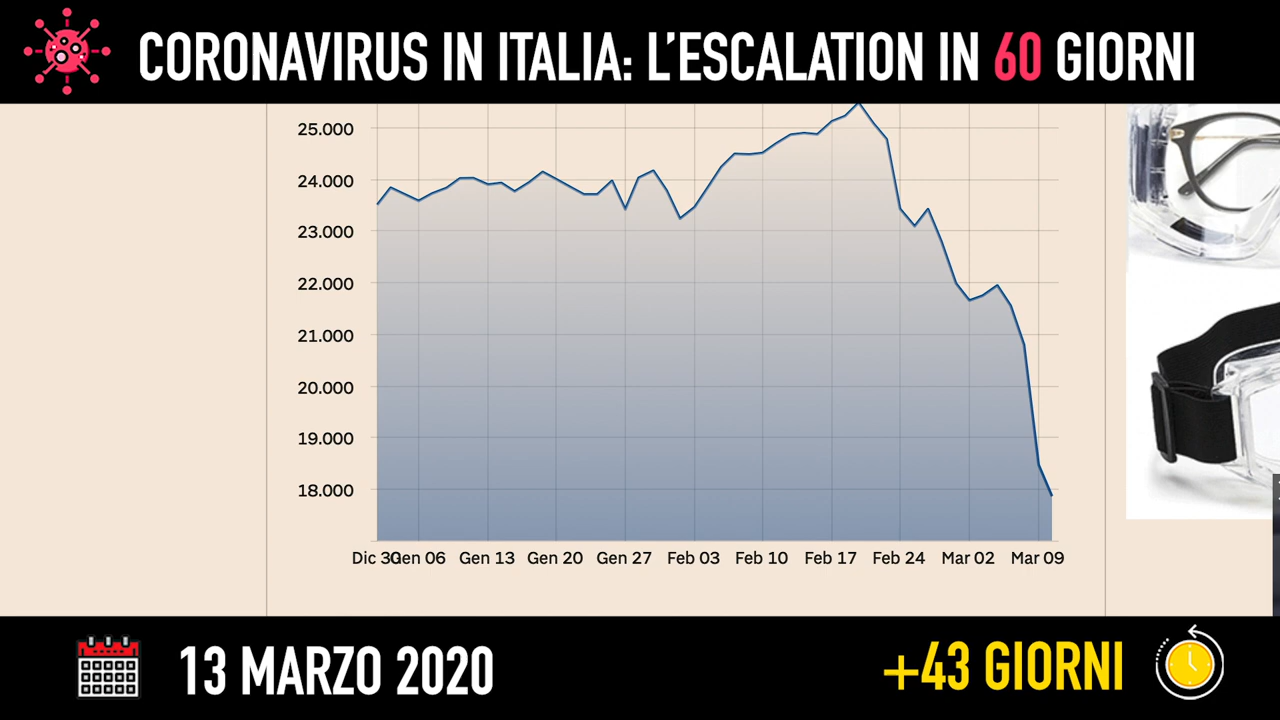 CORONAVIRUS IN ITALIA: L'ESCALATION IN 60 GIORNI
25.000
24.000
23.000
22.000
21.000
20.000
19.000
18.000
Dic 30 Gen 06 Gen 13 Gen 20 Gen 27 Feb 03 Feb 10 Feb 17 Feb 24 Mar 02 Mar 09
13 MARZO 2020
+43 GIORNI